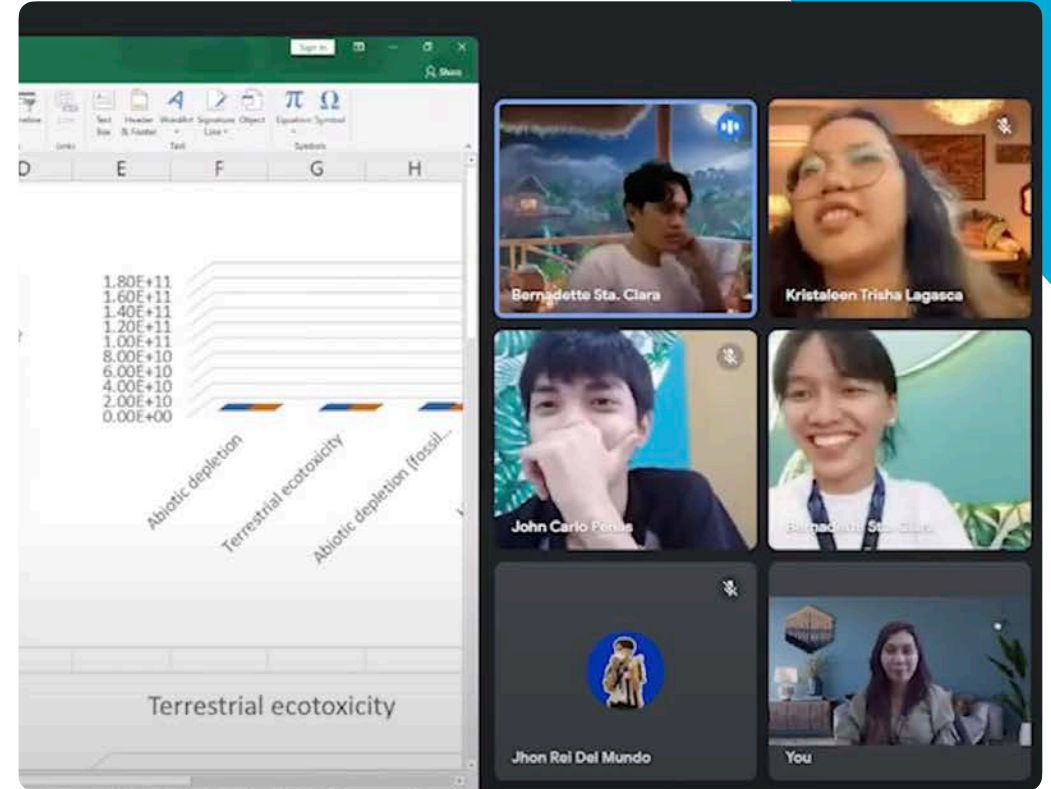 Sign in
Share
Text Box
Header & Footer
WordArt
Signature Line
Object
Equation
Symbol
Links
Text
Symbols
D
E
F
G
H
1.80E+11
1.60E+11
1.40E+11
1.20E+11
1.00E+11
8.00E+10
6.00E+10
4.00E+10
2.00E+10
0.00E+00
Abiotic depletion
Terrestrial ecotoxicity
Abiotic depletion (fossil...
Terrestrial ecotoxicity
Bernadette Sta. Clara
Kristaleen Trisha Lagasca
John Carlo Penas
Bernadette Sta. Clara
Jhon Rei Del Mundo
You